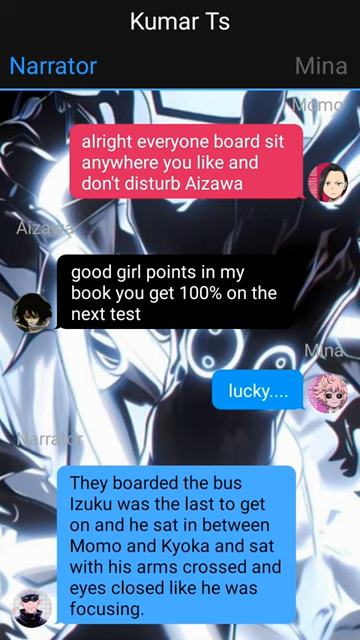 Kumar Ts
Narrator
Mina
Momo
alright everyone board sit
anywhere you like and
don't disturb Aizawa
Aizawa
good girl points in my
book you get 100% on the
next test
Mina
lucky....
Narrator
They boarded the bus
Izuku was the last to get
on and he sat in between
Momo and Kyoka and sat
with his arms crossed and
eyes closed like he was
focusing.